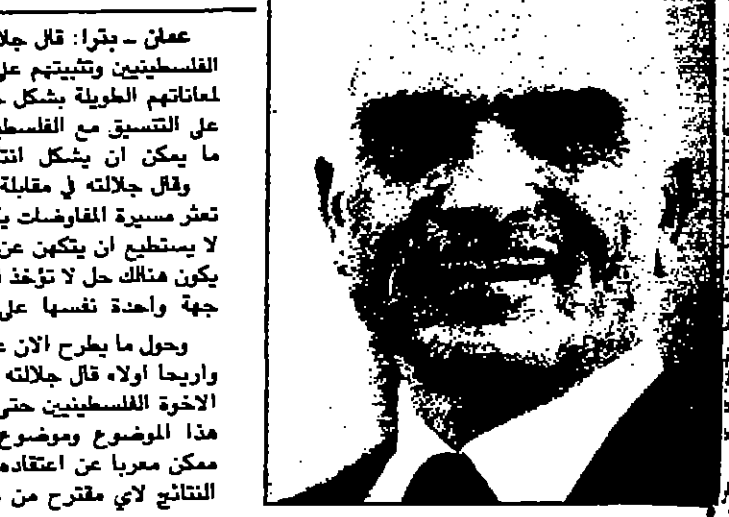 عمان - بترا: قال جلا
الفلسطينيين وتثبيتهم عل
لمعاناتهم الطويلة بشكل
على التنسيق مع الفلسط
ما يمكن ان يشكل انت
وقال جلالته في مقابلة
تعثر مسيرة المفاوضات ي
لا يستطيع ان يتكهن عن
يكون هنالك حل لا تؤخذ
جهة واحدة نفسها على
وحول ما يطرح الان ع
واريحا اولاء قال جلالته
الاخوة الفلسطينيين حتى
هذا الموضوع وموضوع
ممكن معربا عن اعتقاده
النتائج لاي مقترح من